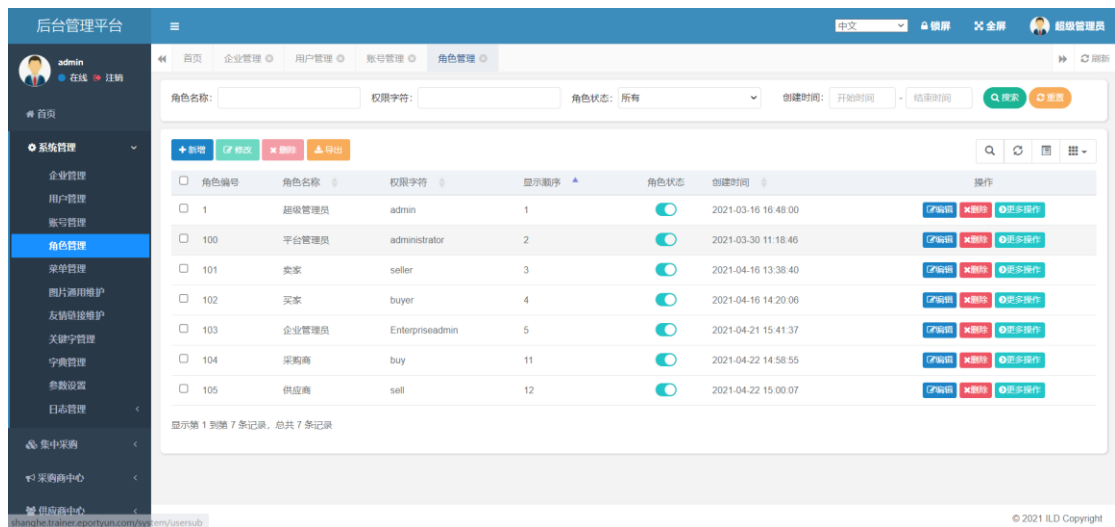 后台管理平台
中文 锁屏 全屏 超级管理员
admin
在线 注销
首页 企业管理 用户管理 账号管理 角色管理 刷新
角色名称: 权限字符: 角色状态: 所有 创建时间: 开始时间 - 结束时间 搜索 重置
首页
系统管理
企业管理
用户管理
账号管理
角色管理
菜单管理
图片通用维护
友情链接维护
关键字管理
字典管理
参数设置
日志管理
集中采购
采购商中心
供应商中心
新增 修改 删除 导出
角色编号 角色名称 权限字符 显示顺序 角色状态 创建时间 操作
1 超级管理员 admin 1 2021-03-16 16:48:00 编辑 删除 更多操作
100 平台管理员 administrator 2 2021-03-30 11:18:46 编辑 删除 更多操作
101 卖家 seller 3 2021-04-16 13:38:40 编辑 删除 更多操作
102 买家 buyer 4 2021-04-16 14:20:06 编辑 删除 更多操作
103 企业管理员 Enterpriseadmin 5 2021-04-21 15:41:37 编辑 删除 更多操作
104 采购商 buy 11 2021-04-22 14:58:55 编辑 删除 更多操作
105 供应商 sell 12 2021-04-22 15:00:07 编辑 删除 更多操作
显示第 1 到第 7 条记录，总共 7 条记录
shanghe.trainer.eportyun.com/system/usersub
© 2021 ILD Copyright